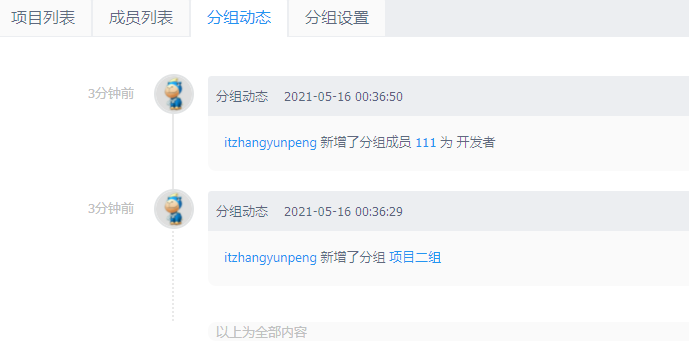 项目列表 成员列表 分组动态 分组设置
3分钟前 分组动态 2021-05-16 00:36:50
itzhangyunpeng 新增了分组成员 111 为 开发者
3分钟前 分组动态 2021-05-16 00:36:29
itzhangyunpeng 新增了分组 项目二组
以上为全部内容